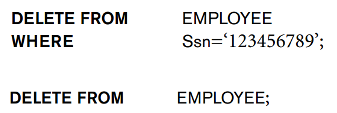 DELETE FROM EMPLOYEE
WHERE Ssn=‘123456789’;
DELETE FROM EMPLOYEE;